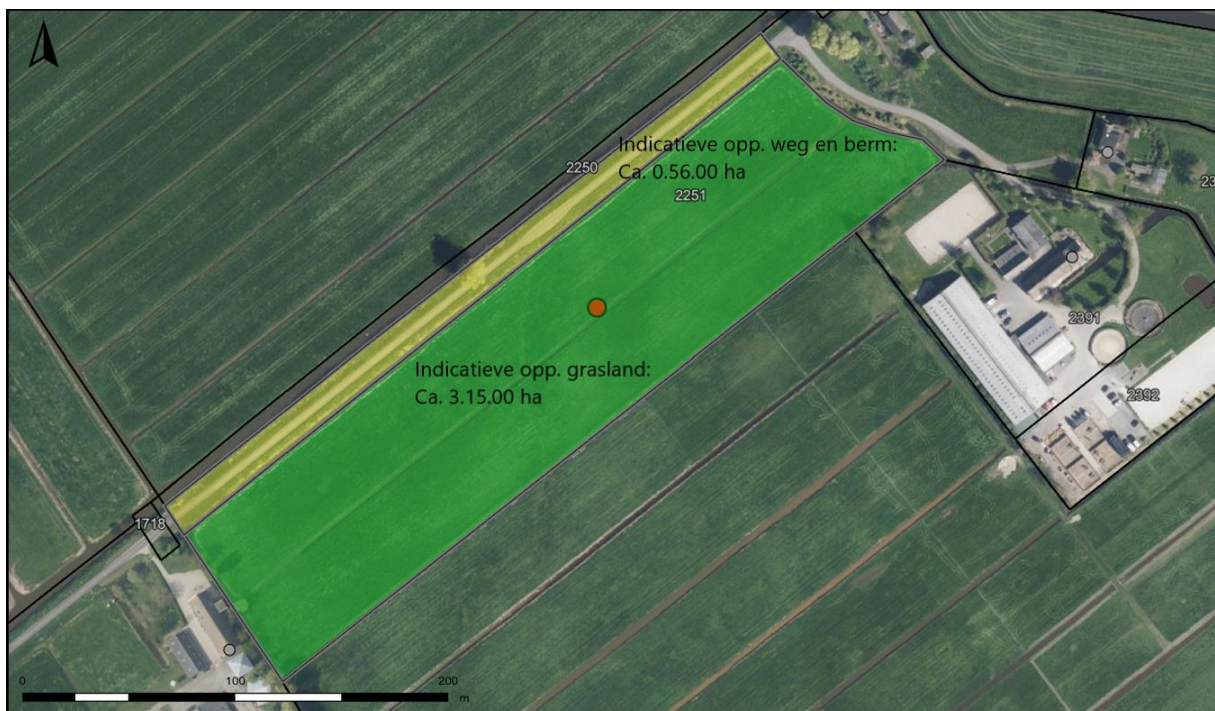 Indicatieve opp. weg en berm:
Ca. 0.56.00 ha
2250
2251
23
Indicatieve opp. grasland:
Ca. 3.15.00 ha
2391
2392
1718
0 100 200
m